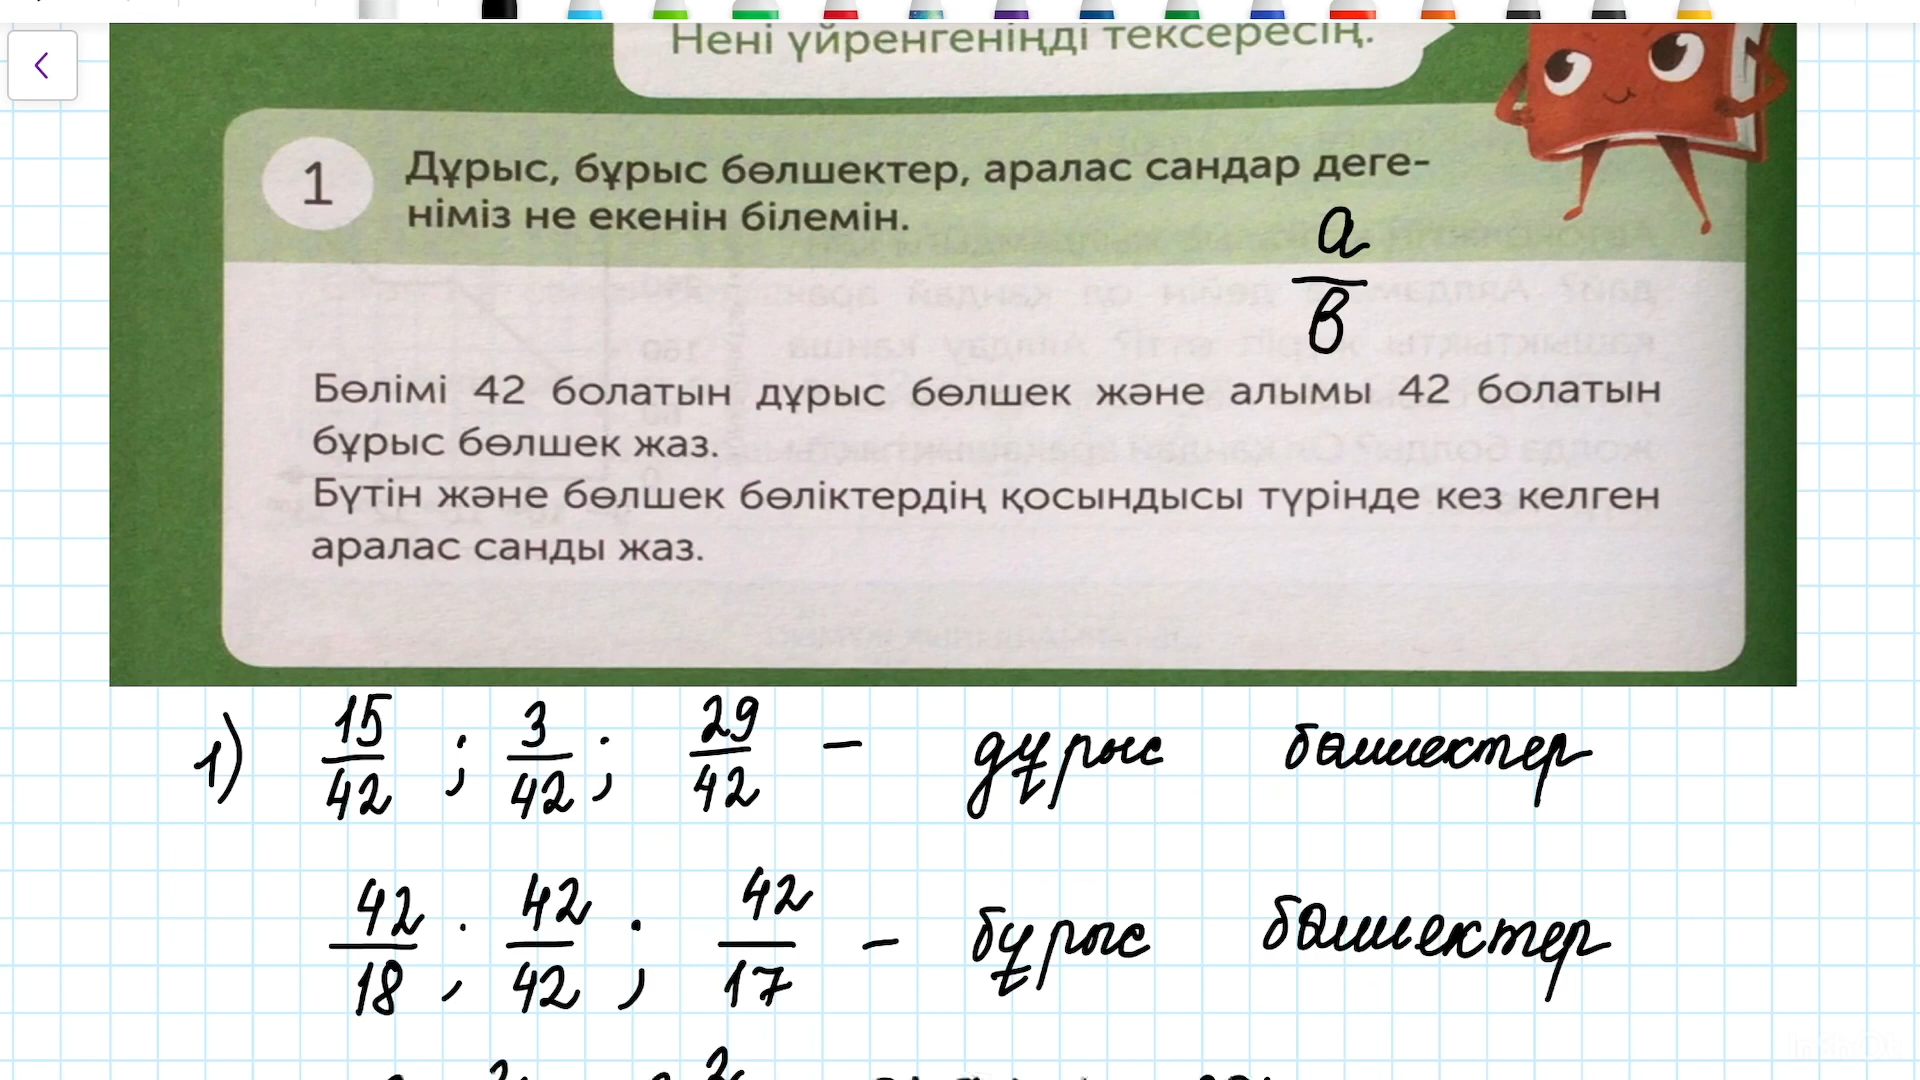 Нені үйренгеніңді тексересің.
1 Дұрыс, бұрыс бөлшектер, аралас сандар деге-
німіз не екенін білемін.
a
в
Бөлімі 42 болатын дұрыс бөлшек және алымы 42 болатын
бұрыс бөлшек жаз.
Бүтін және бөлшек бөліктердің қосындысы түрінде кез келген
аралас санды жаз.
1) 15/42 ; 3/42 ; 29/42 - дұрыс бөлшектер
42/18 ; 42/42 ; 42/17 - бұрыс бөлшектер